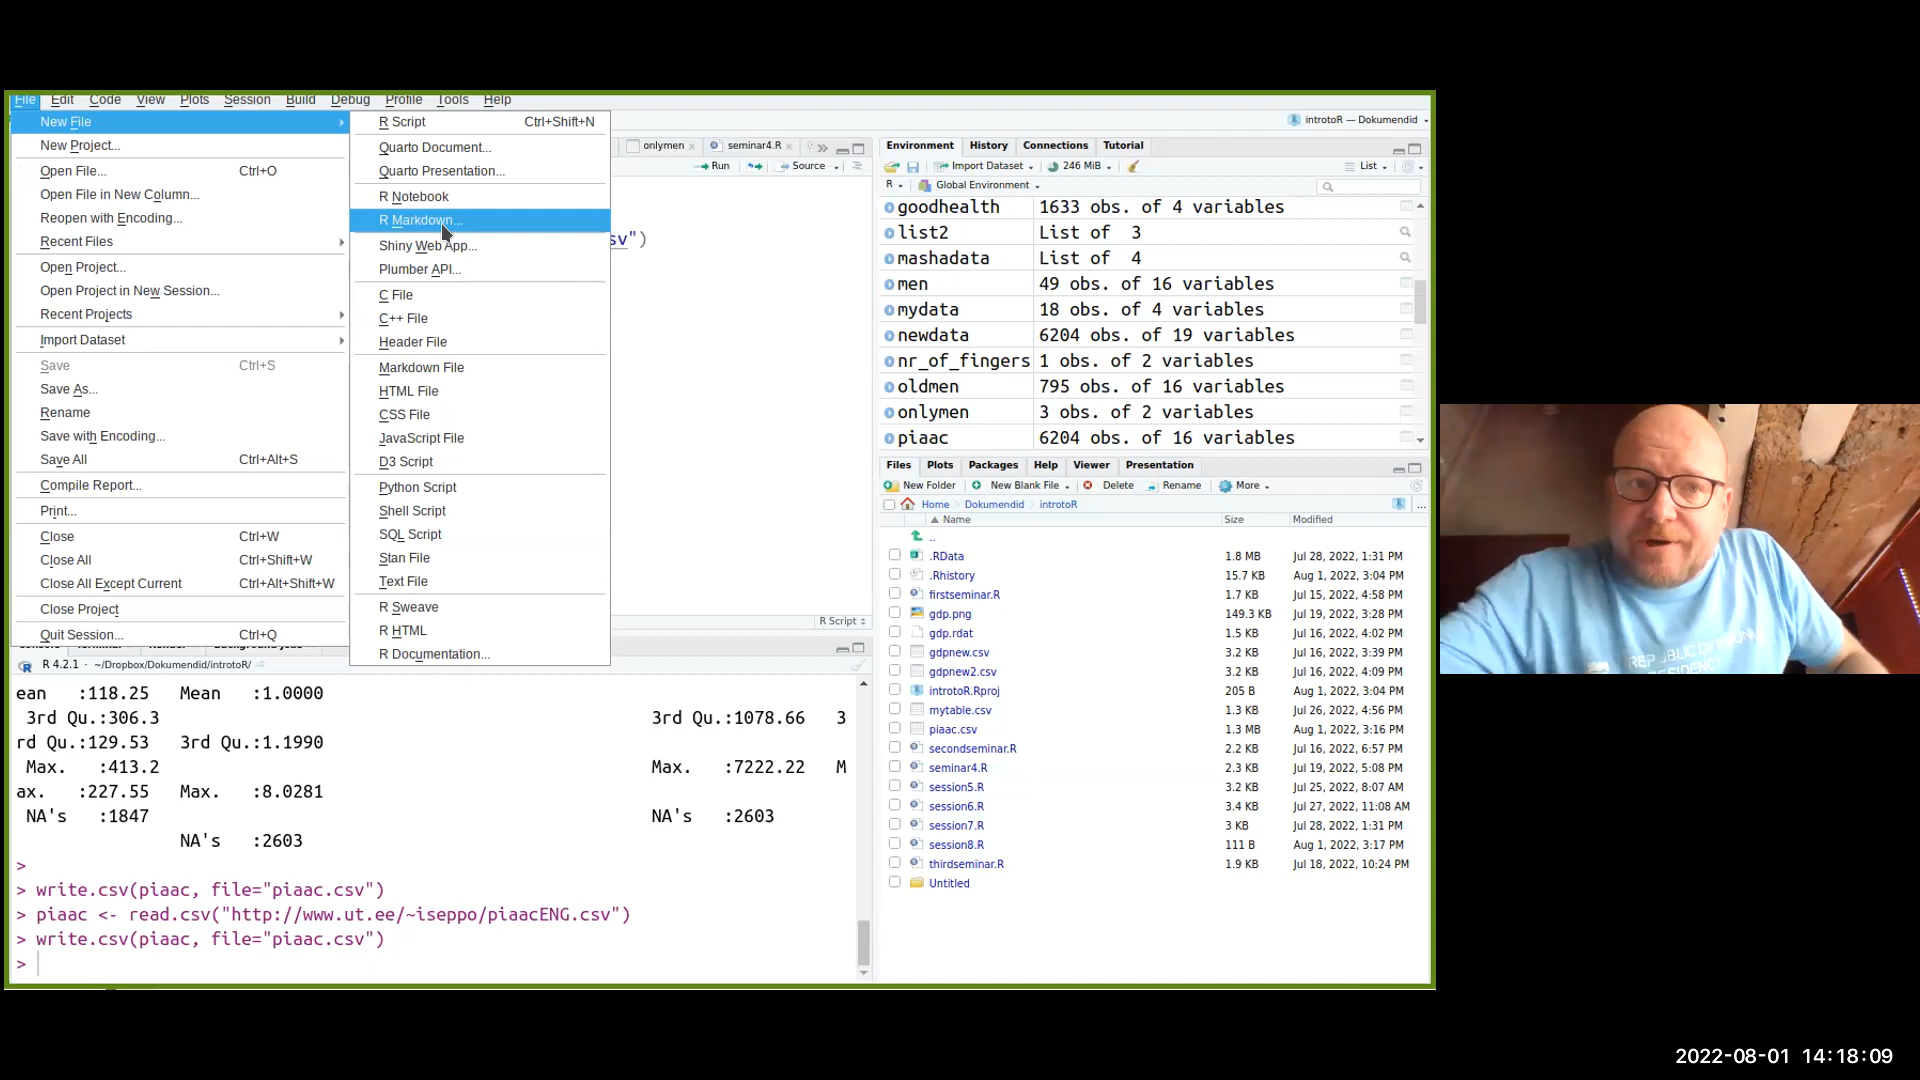 File Edit Code View Plots Session Build Debug Profile Tools Help
introR — Dokumendid
New File
New Project...
Open File... Ctrl+O
Open File in New Column...
Reopen with Encoding...
Recent Files
Open Project...
Open Project in New Session...
Recent Projects
Import Dataset
Save Ctrl+S
Save As...
Rename
Save with Encoding...
Save All Ctrl+Alt+S
Compile Report...
Print...
Close Ctrl+W
Close All Ctrl+Shift+W
Close All Except Current Ctrl+Alt+Shift+W
Close Project
Quit Session... Ctrl+Q
R Script Ctrl+Shift+N
Quarto Document...
Quarto Presentation...
R Notebook
R Markdown...
Shiny Web App...
Plumber API...
C File
C++ File
Header File
Markdown File
HTML File
CSS File
JavaScript File
D3 Script
Python Script
Shell Script
SQL Script
Stan File
Text File
R Sweave
R HTML
R Documentation...
onlymen seminar4.R
Run Source
sv")
R Script
R 4.2.1 · ~/Dropbox/Dokumendid/introtoR/
ean :118.25 Mean :1.0000
3rd Qu.:306.3 3rd Qu.:1078.66 3
rd Qu.:129.53 3rd Qu.:1.1990
Max. :413.2 Max. :7222.22 M
ax. :227.55 Max. :8.0281
NA's :1847 NA's :2603
NA's :2603
>
> write.csv(piaac, file="piaac.csv")
> piaac <- read.csv("http://www.ut.ee/~iseppo/piaacENG.csv")
> write.csv(piaac, file="piaac.csv")
>
Environment History Connections Tutorial
Import Dataset 246 MiB List
R Global Environment
goodhealth 1633 obs. of 4 variables
list2 List of 3
mashadata List of 4
men 49 obs. of 16 variables
mydata 18 obs. of 4 variables
newdata 6204 obs. of 19 variables
nr_of_fingers 1 obs. of 2 variables
oldmen 795 obs. of 16 variables
onlymen 3 obs. of 2 variables
piaac 6204 obs. of 16 variables
Files Plots Packages Help Viewer Presentation
New Folder New Blank File Delete Rename More
Home Dokumendid introtoR ...
Name Size Modified
..
.RData 1.8 MB Jul 28, 2022, 1:31 PM
.Rhistory 15.7 KB Aug 1, 2022, 3:04 PM
firstseminar.R 1.7 KB Jul 15, 2022, 4:58 PM
gdp.png 149.3 KB Jul 19, 2022, 3:28 PM
gdp.rdat 1.5 KB Jul 16, 2022, 4:02 PM
gdpnew.csv 3.2 KB Jul 16, 2022, 3:39 PM
gdpnew2.csv 3.2 KB Jul 16, 2022, 4:09 PM
introtoR.Rproj 205 B Aug 1, 2022, 3:04 PM
mytable.csv 1.3 KB Jul 26, 2022, 4:56 PM
piaac.csv 1.3 MB Aug 1, 2022, 3:16 PM
secondseminar.R 2.2 KB Jul 16, 2022, 6:57 PM
seminar4.R 2.3 KB Jul 19, 2022, 5:08 PM
session5.R 3.2 KB Jul 25, 2022, 8:07 AM
session6.R 3.4 KB Jul 27, 2022, 11:08 AM
session7.R 3 KB Jul 28, 2022, 1:31 PM
session8.R 111 B Aug 1, 2022, 3:17 PM
thirdseminar.R 1.9 KB Jul 18, 2022, 10:24 PM
Untitled
2022-08-01 14:18:09